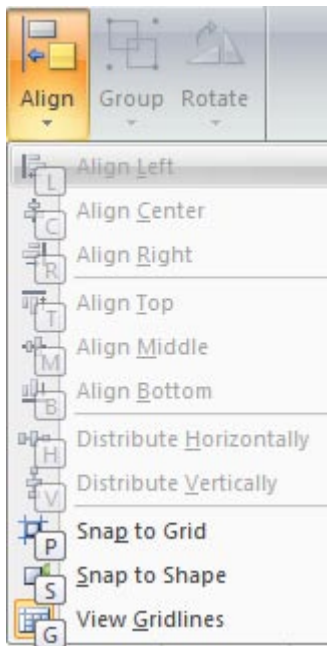 Align Group Rotate
L Align Left
C Align Center
R Align Right
T Align Top
M Align Middle
B Align Bottom
H Distribute Horizontally
V Distribute Vertically
P Snap to Grid
S Snap to Shape
G View Gridlines